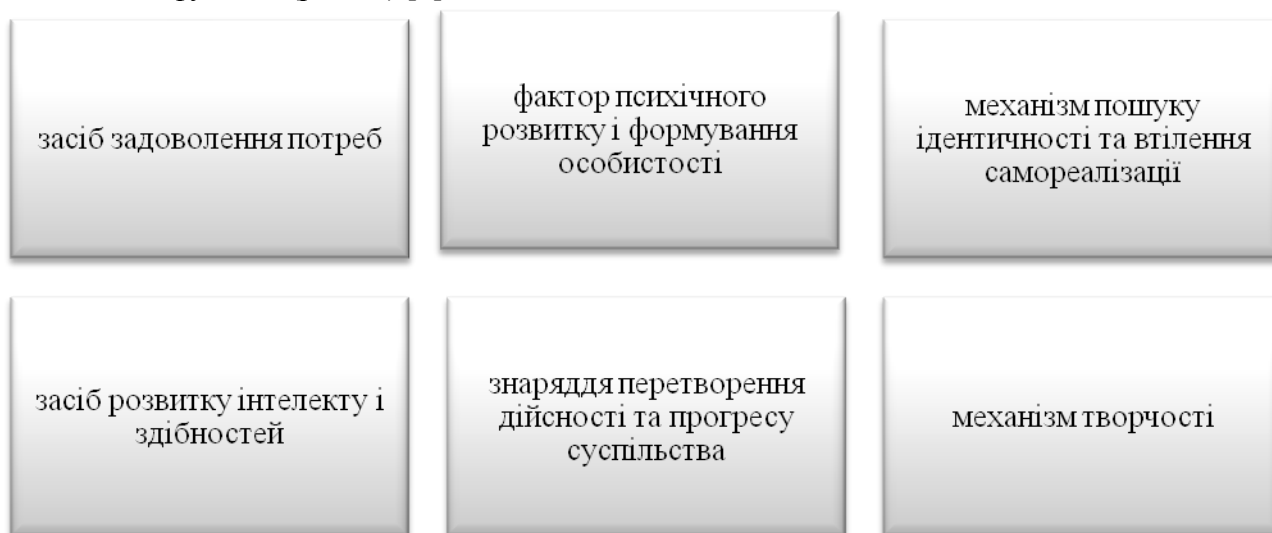 засіб задоволення потреб
фактор психічного
розвитку і формування
особистості
механізм пошуку
ідентичності та втілення
самореалізації
засіб розвитку інтелекту і
здібностей
знаряддя перетворення
дійсності та прогресу
суспільства
механізм творчості